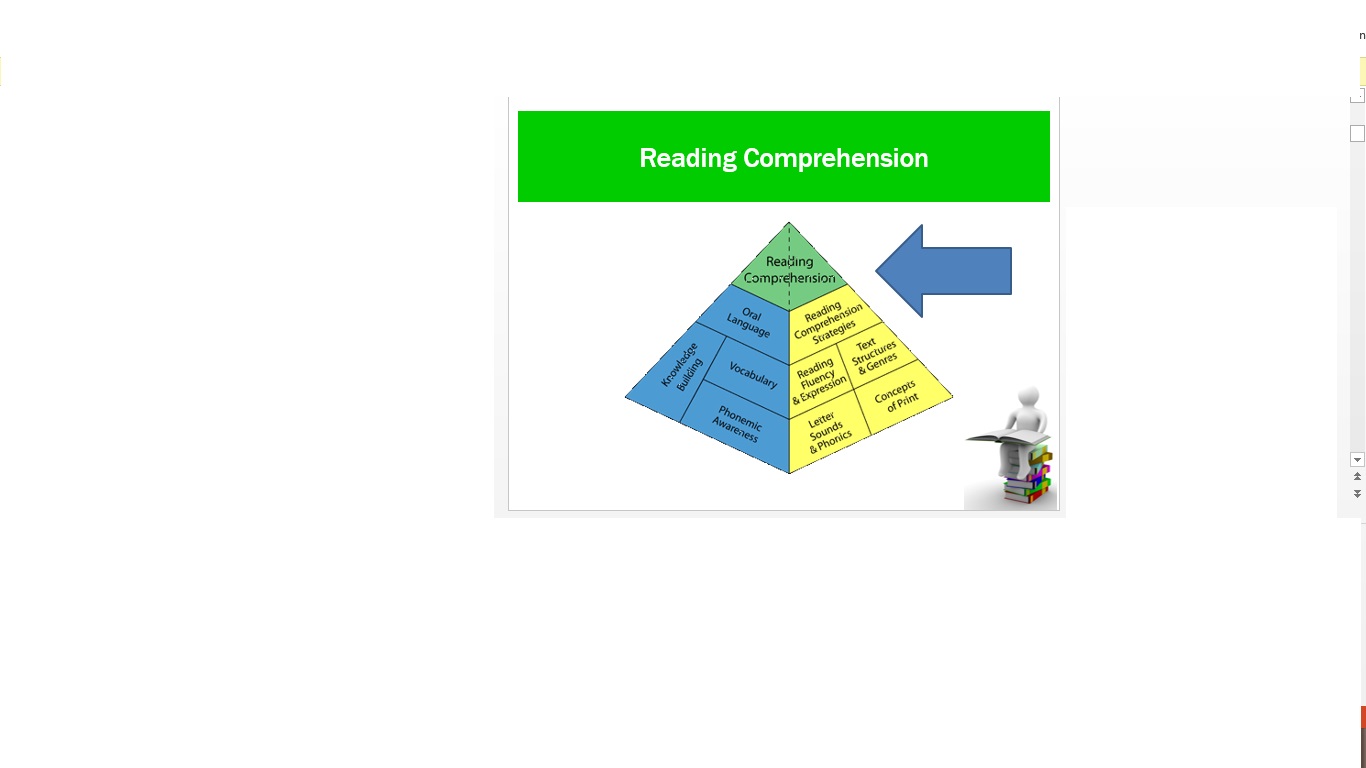 n
Reading Comprehension
Reading
Comprehension
Oral
Language
Reading
Comprehension
Strategies
Knowledge
Building
Vocabulary
Reading
Fluency
& Expression
Text
Structures
& Genres
Phonemic
Awareness
Letter
Sounds
& Phonics
Concepts
of Print